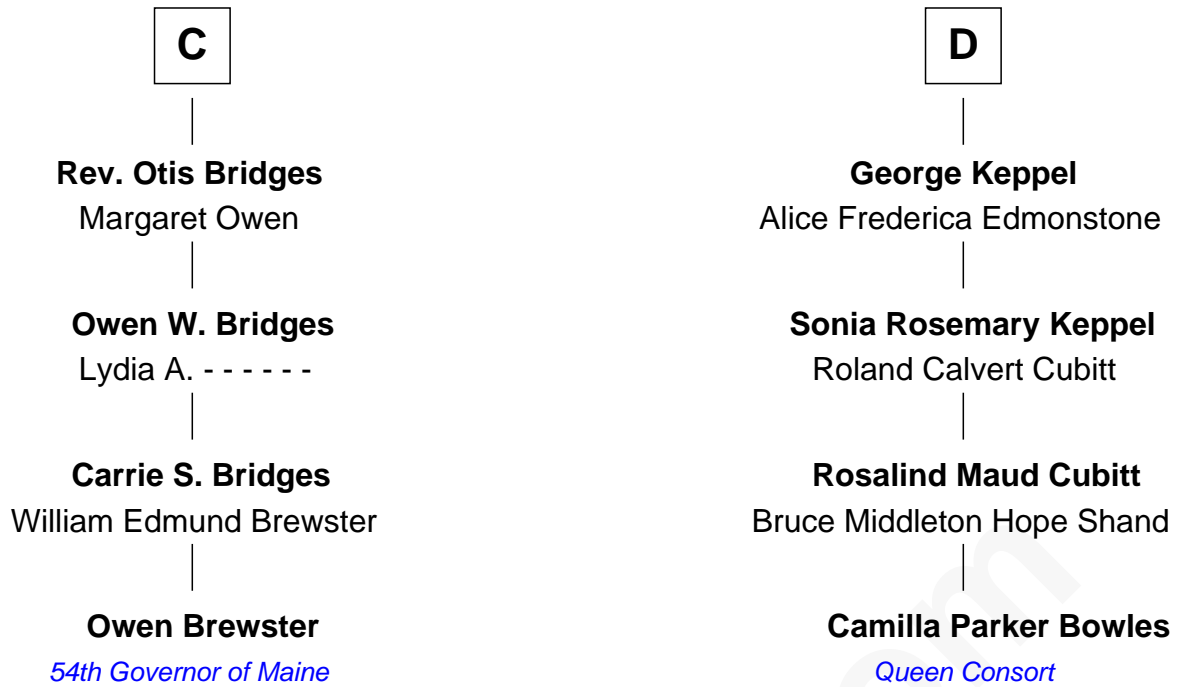 C
Rev. Otis Bridges
Margaret Owen
Owen W. Bridges
Lydia A. - - - - - -
Carrie S. Bridges
William Edmund Brewster
Owen Brewster
54th Governor of Maine
D
George Keppel
Alice Frederica Edmonstone
Sonia Rosemary Keppel
Roland Calvert Cubitt
Rosalind Maud Cubitt
Bruce Middleton Hope Shand
Camilla Parker Bowles
Queen Consort